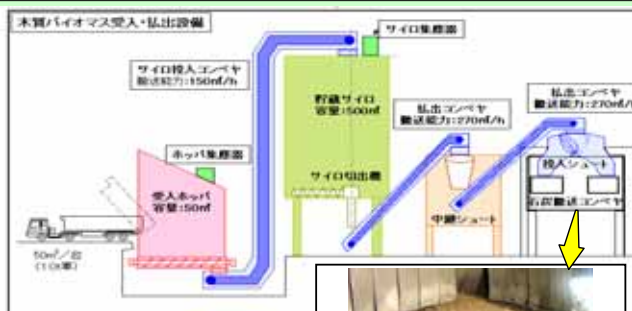 木質バイオマス受入・払出設備
サイロ集塵器
サイロ投入コンベヤ
搬送能力:150㎥/h
貯蔵サイロ
容量:500㎥
払出コンベヤ
搬送能力:270㎥/h
払出コンベヤ
搬送能力:270㎥/h
ホッパ集塵器
サイロ切出機
投入シュート
受入ホッパ
容量:50㎥
石炭搬送コンベヤ
中継シュート
50㎥/台
(10t車)